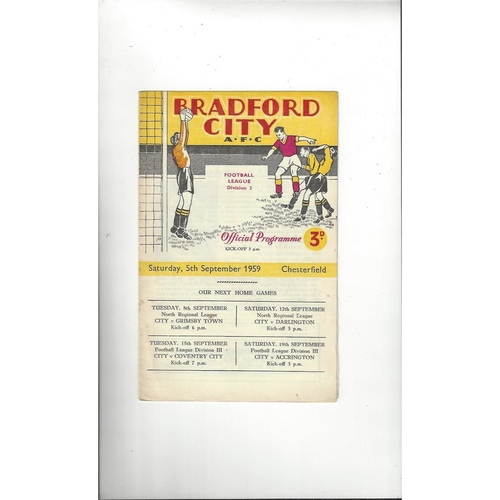 BRADFORD
CITY
A·F·C
FOOTBALL
LEAGUE
Division 3
Official Programme
3D
KICK-OFF 3 p.m.
Saturday, 5th September 1959 Chesterfield
OUR NEXT HOME GAMES
TUESDAY, 8th SEPTEMBER
North Regional League
CITY v GRIMSBY TOWN
Kick-off 6 p.m.
SATURDAY, 12th SEPTEMBER
North Regional League
CITY v DARLINGTON
Kick-off 3 p.m.
TUESDAY, 15th SEPTEMBER
Football League Division III
CITY v COVENTRY CITY
Kick-off 7 p.m.
SATURDAY, 19th SEPTEMBER
Football League Division III
CITY v ACCRINGTON
Kick-off 3 p.m.